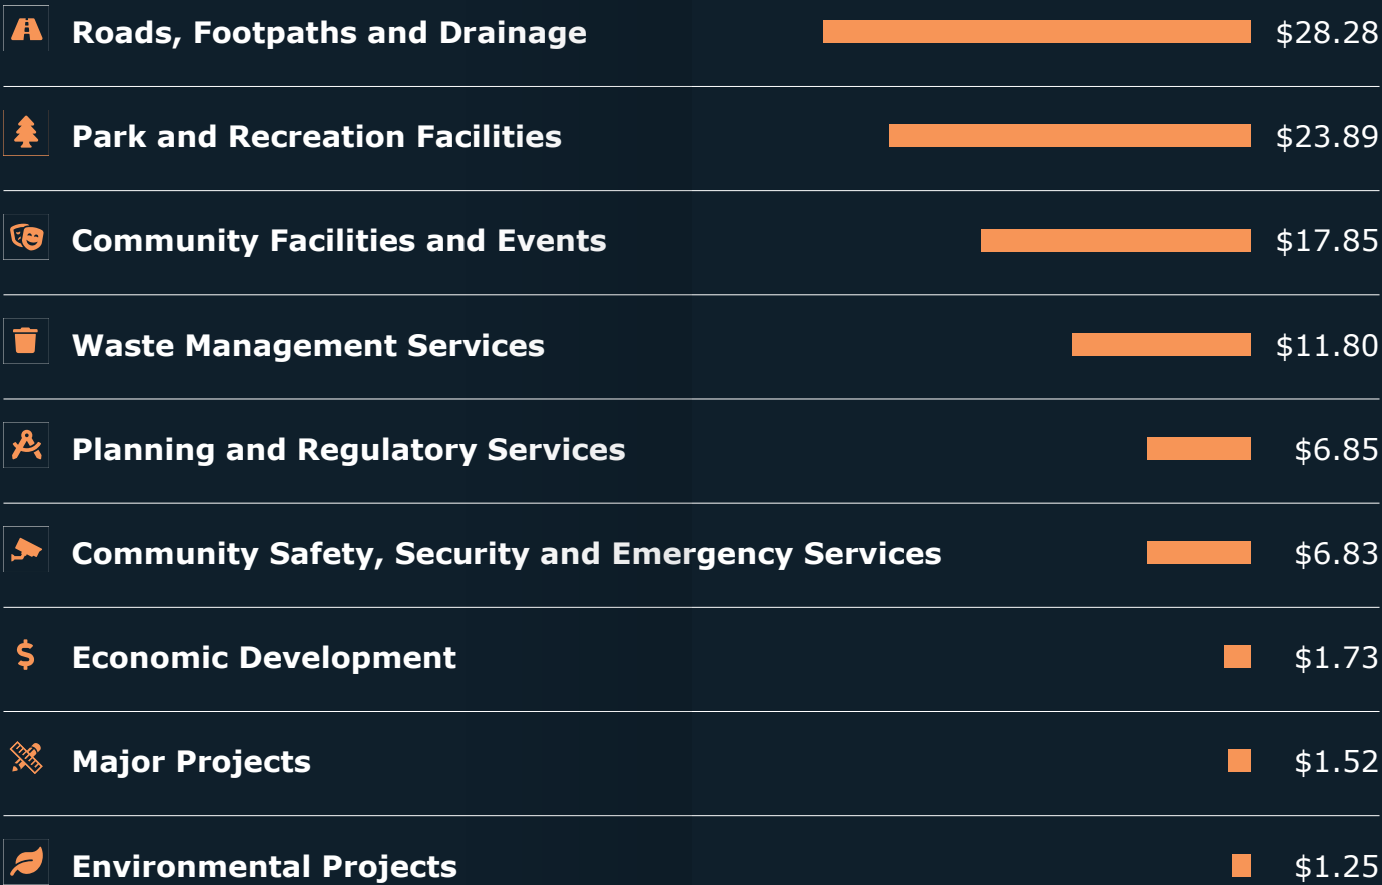 Roads, Footpaths and Drainage $28.28
Park and Recreation Facilities $23.89
Community Facilities and Events $17.85
Waste Management Services $11.80
Planning and Regulatory Services $6.85
Community Safety, Security and Emergency Services $6.83
Economic Development $1.73
Major Projects $1.52
Environmental Projects $1.25